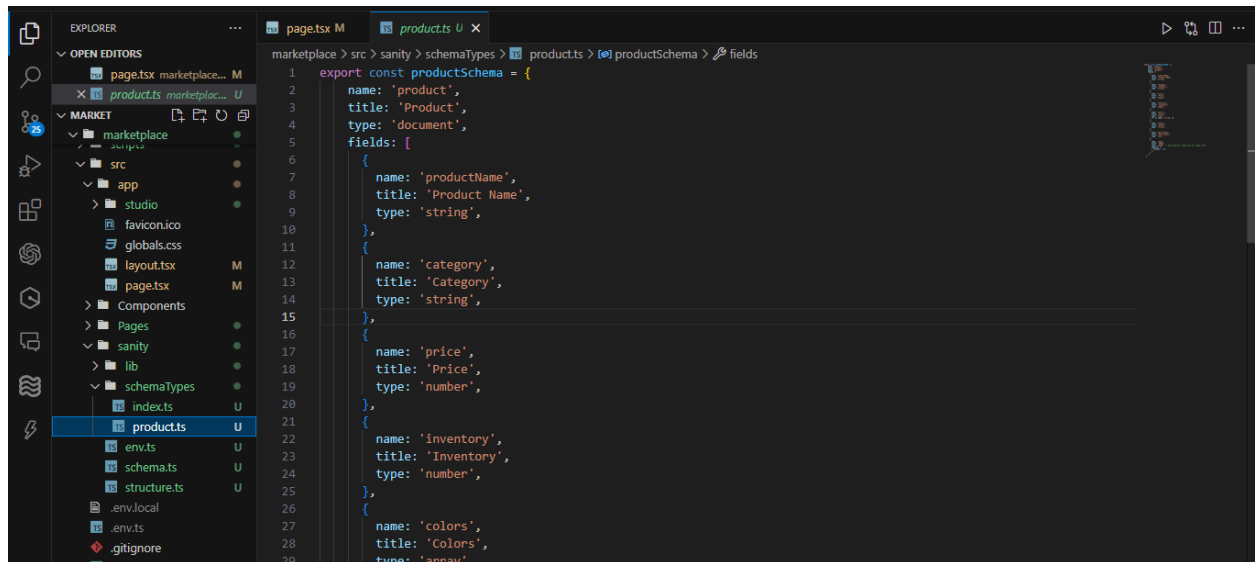 EXPLORER ...
OPEN EDITORS
page.tsx marketplace... M
product.ts marketplac... U
MARKET
marketplace
scripts
src
app
studio
favicon.ico
globals.css
layout.tsx M
page.tsx M
Components
Pages
sanity
lib
schemaTypes
index.ts U
product.ts U
env.ts U
schema.ts U
structure.ts U
.env.local
.env.ts
.gitignore
25
page.tsx M
product.ts U
marketplace > src > sanity > schemaTypes > product.ts > productSchema > fields
1 export const productSchema = {
2 name: 'product',
3 title: 'Product',
4 type: 'document',
5 fields: [
6 {
7 name: 'productName',
8 title: 'Product Name',
9 type: 'string',
10 },
11 {
12 name: 'category',
13 title: 'Category',
14 type: 'string',
15 },
16 {
17 name: 'price',
18 title: 'Price',
19 type: 'number',
20 },
21 {
22 name: 'inventory',
23 title: 'Inventory',
24 type: 'number',
25 },
26 {
27 name: 'colors',
28 title: 'Colors',
29 type: 'array'